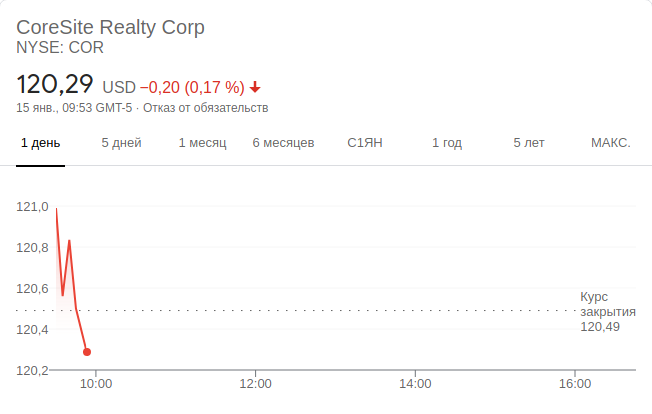 CoreSite Realty Corp
NYSE: COR
120,29 USD −0,20 (0,17 %)
15 янв., 09:53 GMT-5 · Отказ от обязательств
1 день 5 дней 1 месяц 6 месяцев С1ЯН 1 год 5 лет МАКС.
121,0
120,8
120,6
Курс
закрытия
120,49
120,4
120,2
10:00 12:00 14:00 16:00